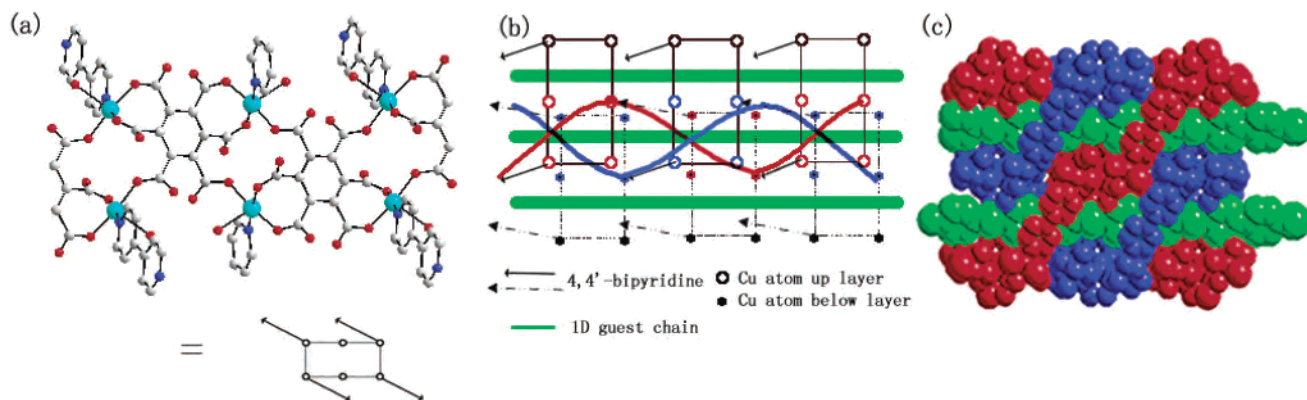 (a)
(b)
(c)
=
4,4'-bipyridine
Cu atom up layer
Cu atom below layer
1D guest chain